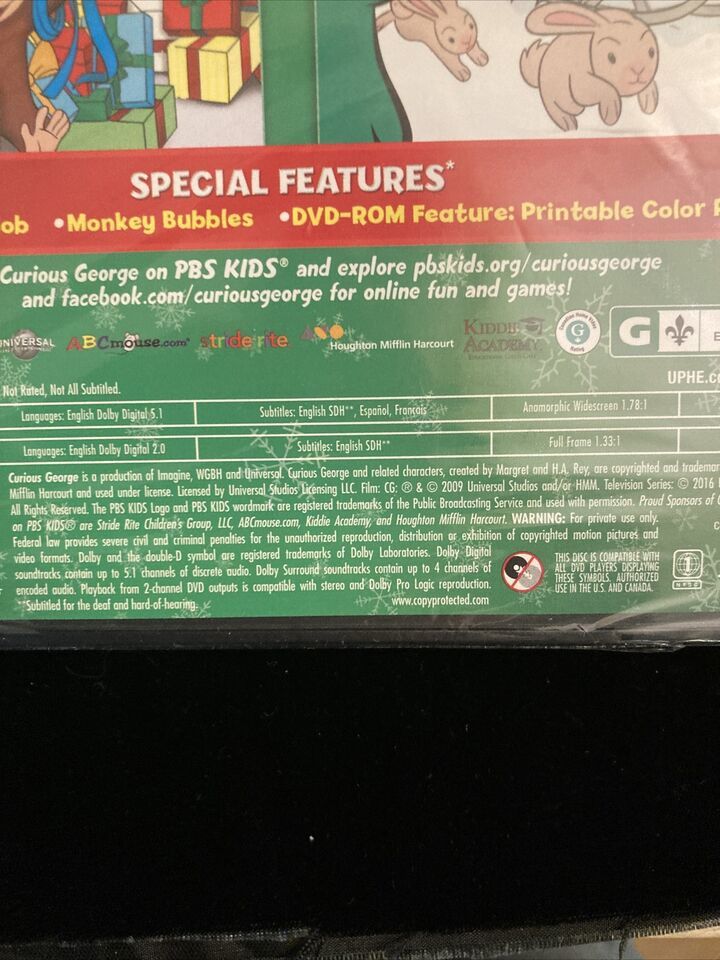 SPECIAL FEATURES*
ob •Monkey Bubbles •DVD-ROM Feature: Printable Color P
Curious George on PBS KIDS® and explore pbskids.org/curiousgeorge
and facebook.com/curiousgeorge for online fun and games!
UNIVERSAL ABCmouse.com® stride rite Houghton Mifflin Harcourt KIDDIE ACADEMY Canadian Home Video G Rating G E
UPHE.c
Not Rated, Not All Subtitled.
Languages: English Dolby Digital 5.1 Subtitles: English SDH**, Español, Français Anamorphic Widescreen 1.78:1
Languages: English Dolby Digital 2.0 Subtitles: English SDH** Full Frame 1.33:1
Curious George is a production of Imagine, WGBH and Universal. Curious George and related characters, created by Margret and H.A. Rey, are copyrighted and trademar
Mifflin Harcourt and used under license. Licensed by Universal Studios Licensing LLC. Film: CG: ® & © 2009 Universal Studios and/or HMM. Television Series: © 2016
All Rights Reserved. The PBS KIDS Logo and PBS KIDS wordmark are registered trademarks of the Public Broadcasting Service and used with permission. Proud Sponsors of
on PBS KIDS® are Stride Rite Children's Group, LLC, ABCmouse.com, Kiddie Academy, and Houghton Mifflin Harcourt. WARNING: For private use only.
Federal law provides severe civil and criminal penalties for the unauthorized reproduction, distribution or exhibition of copyrighted motion pictures and
video formats. Dolby and the double-D symbol are registered trademarks of Dolby Laboratories. Dolby Digital
soundtracks contain up to 5.1 channels of discrete audio. Dolby Surround soundtracks contain up to 4 channels of
encoded audio. Playback from 2-channel DVD outputs is compatible with stereo and Dolby Pro Logic reproduction.
**Subtitled for the deaf and hard-of-hearing.
www.copyprotected.com
THIS DISC IS COMPATIBLE WITH
ALL DVD PLAYERS DISPLAYING
THESE SYMBOLS. AUTHORIZED
USE IN THE U.S. AND CANADA.
1
NTSC